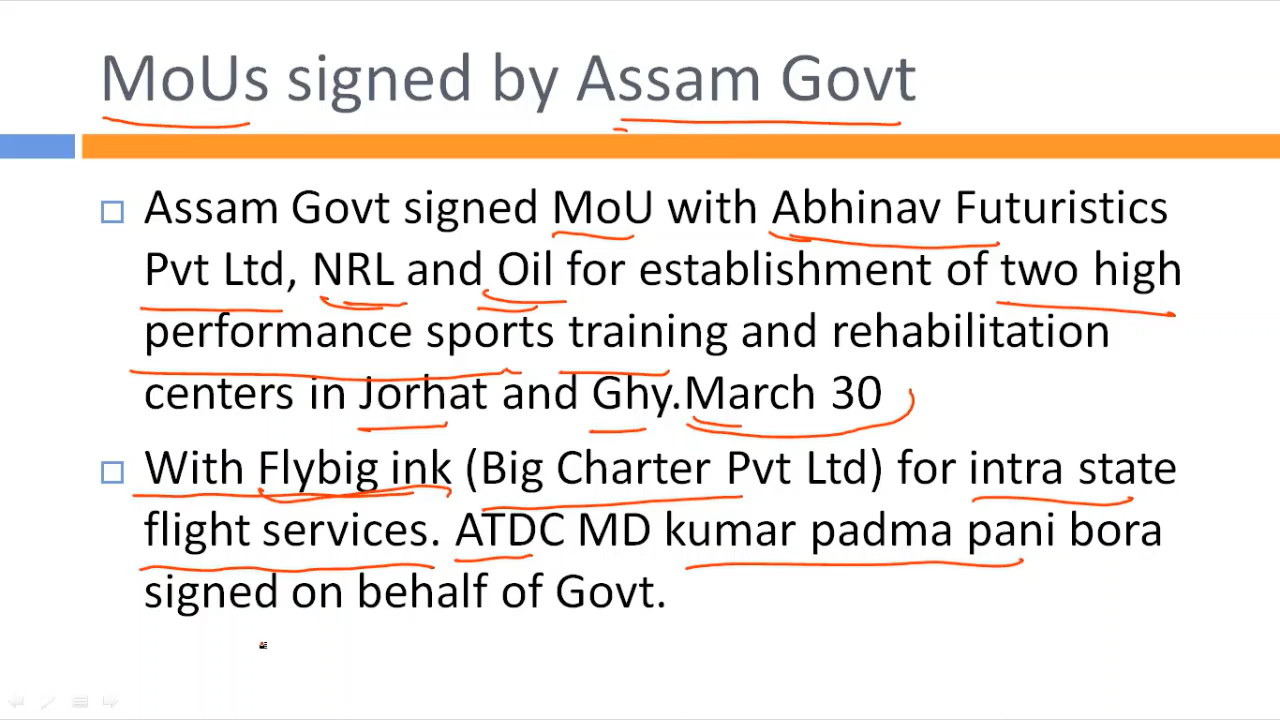 MoUs signed by Assam Govt
Assam Govt signed MoU with Abhinav Futuristics
Pvt Ltd, NRL and Oil for establishment of two high
performance sports training and rehabilitation
centers in Jorhat and Ghy.March 30
With Flybig ink (Big Charter Pvt Ltd) for intra state
flight services. ATDC MD kumar padma pani bora
signed on behalf of Govt.